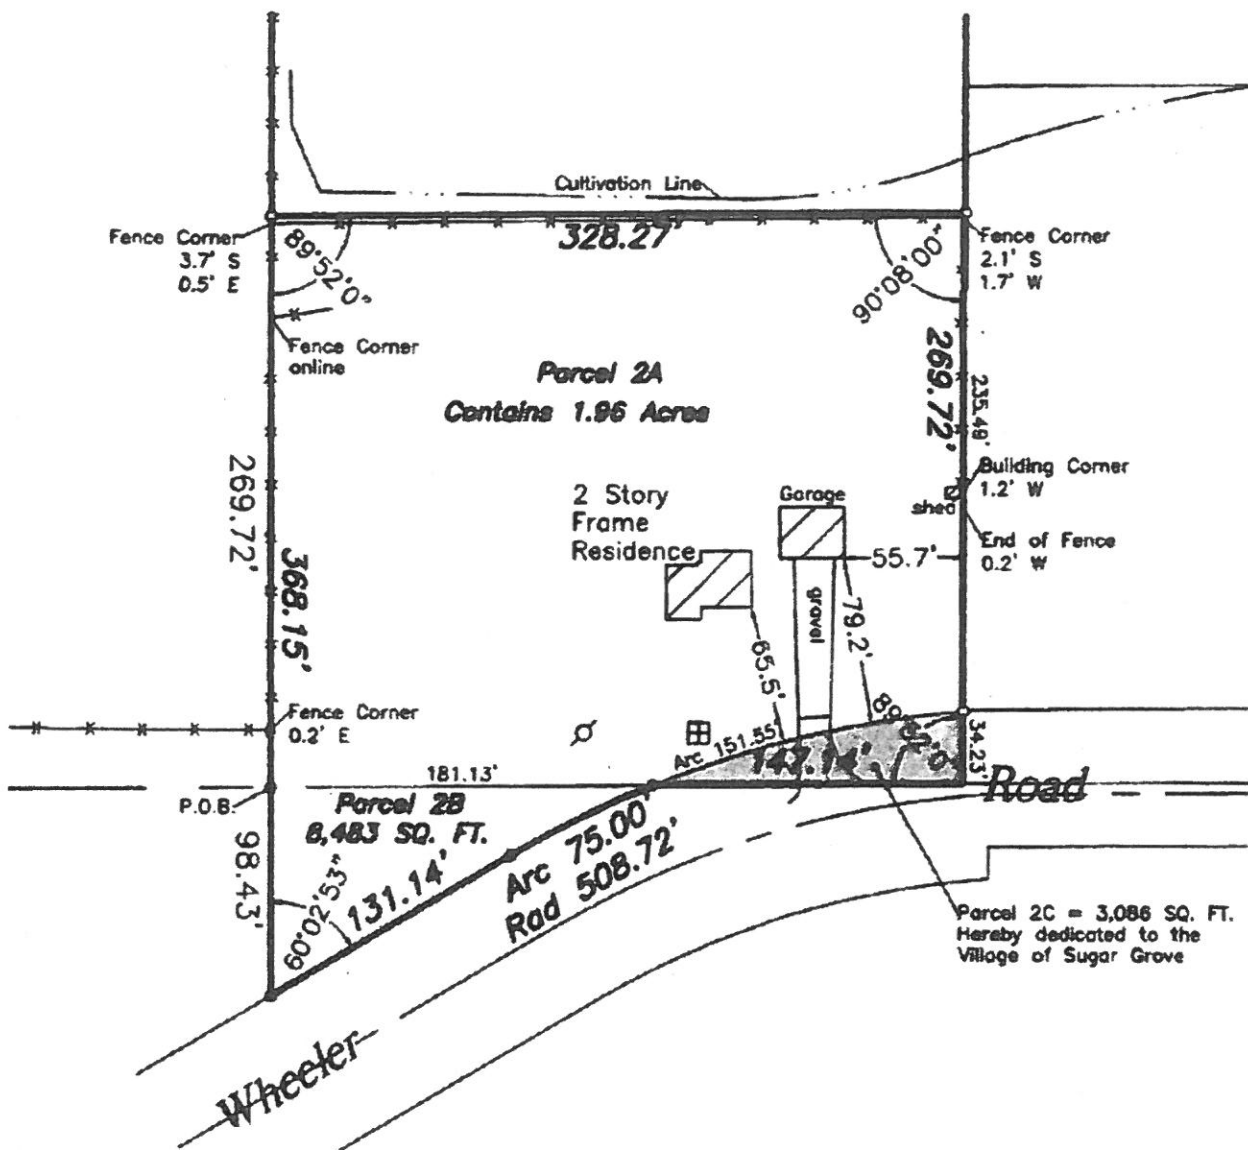 Cultivation Line
328.27'
Fence Corner
3.7' S
0.5' E
89°52'0"
90°08'00"
Fence Corner
2.1' S
1.7' W
Fence Corner
online
Parcel 2A
Contains 1.96 Acres
269.72'
235.49'
269.72'
368.15'
2 Story
Frame
Residence
Garage
shed
Building Corner
1.2' W
End of Fence
0.2' W
55.7'
gravel
79.2'
65.5'
Fence Corner
0.2' E
Arc 151.55'
147.14'
34.23'
181.13'
P.O.B.
Parcel 2B
8,483 SQ. FT.
Road
98.43'
60°02'53"
131.14'
Arc 75.00'
Rad 508.72'
Parcel 2C = 3,086 SQ. FT.
Hereby dedicated to the
Village of Sugar Grove
Wheeler